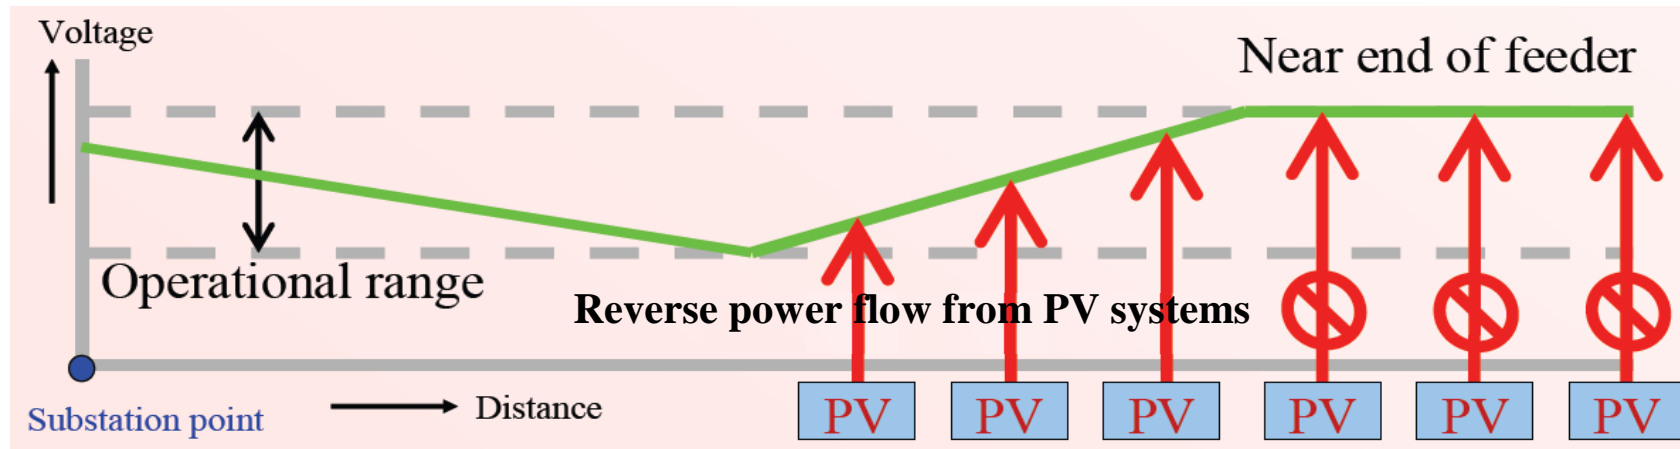 Voltage
Near end of feeder
Operational range
Reverse power flow from PV systems
Substation point
Distance
PV
PV
PV
PV
PV
PV